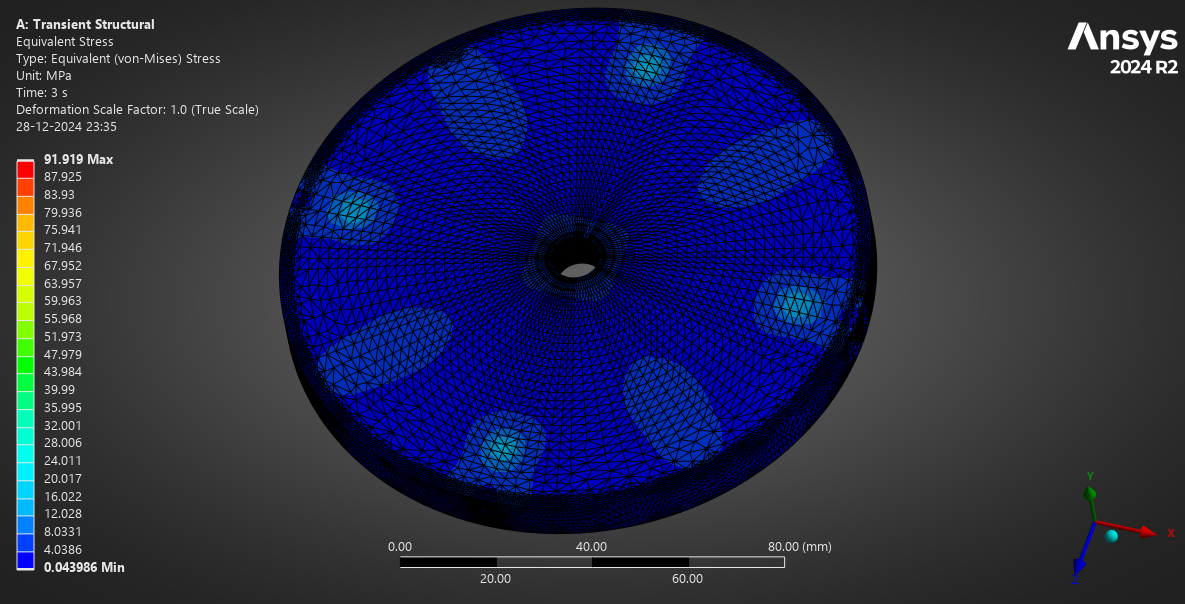 A: Transient Structural
Equivalent Stress
Type: Equivalent (von-Mises) Stress
Unit: MPa
Time: 3 s
Deformation Scale Factor: 1.0 (True Scale)
28-12-2024 23:35
91.919 Max
87.925
83.93
79.936
75.941
71.946
67.952
63.957
59.963
55.968
51.973
47.979
43.984
39.99
35.995
32.001
28.006
24.011
20.017
16.022
12.028
8.0331
4.0386
0.043986 Min
Ansys
2024 R2
0.00 40.00 80.00 (mm)
20.00 60.00
Y
X